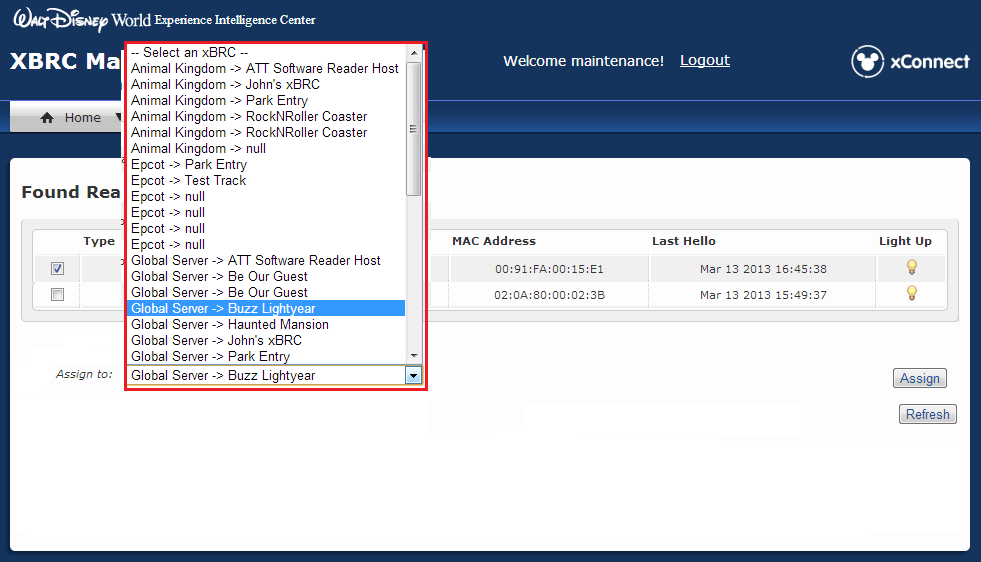 Walt Disney World Experience Intelligence Center
XBRC Ma
Welcome maintenance! Logout
xConnect
Home
-- Select an xBRC --
Animal Kingdom -> ATT Software Reader Host
Animal Kingdom -> John's xBRC
Animal Kingdom -> Park Entry
Animal Kingdom -> RockNRoller Coaster
Animal Kingdom -> RockNRoller Coaster
Animal Kingdom -> null
Epcot -> Park Entry
Epcot -> Test Track
Epcot -> null
Epcot -> null
Epcot -> null
Epcot -> null
Global Server -> ATT Software Reader Host
Global Server -> Be Our Guest
Global Server -> Be Our Guest
Global Server -> Buzz Lightyear
Global Server -> Haunted Mansion
Global Server -> John's xBRC
Global Server -> Park Entry
Found Rea
Type MAC Address Last Hello Light Up
00:91:FA:00:15:E1 Mar 13 2013 16:45:38
02:0A:80:00:02:3B Mar 13 2013 15:49:37
Assign to: Global Server -> Buzz Lightyear Assign
Refresh